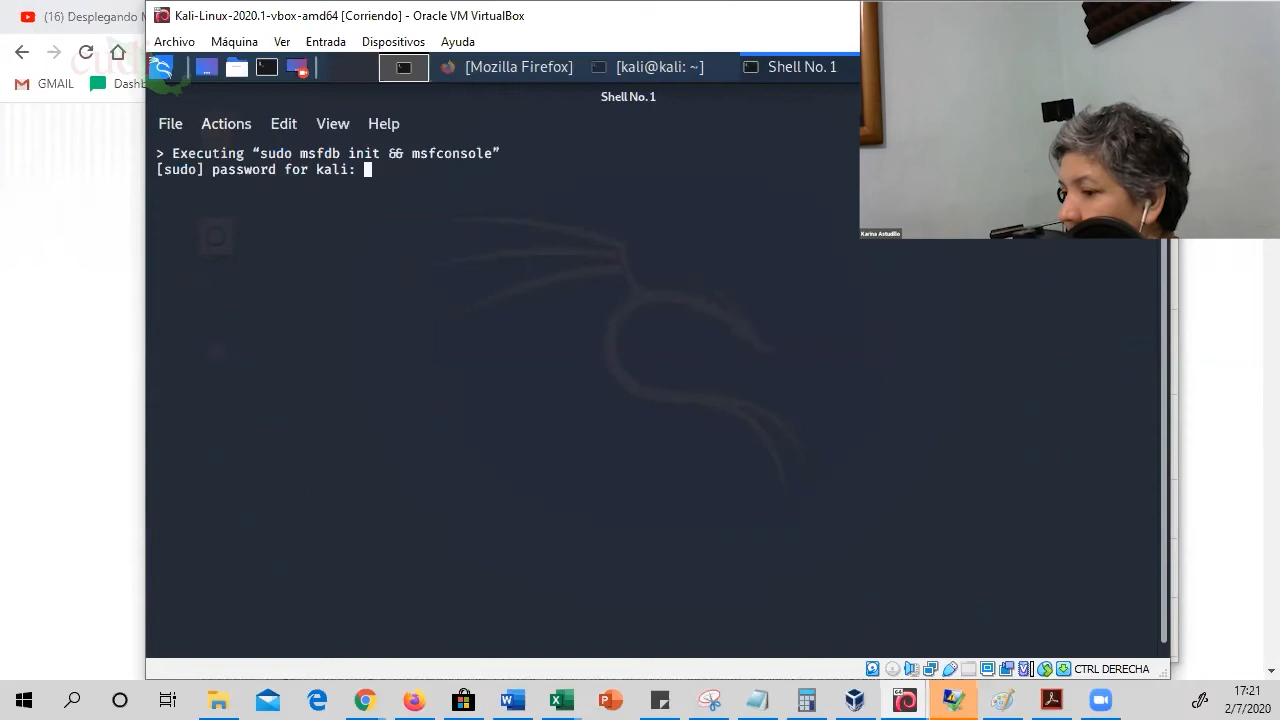 Kali-Linux-2020.1-vbox-amd64 [Corriendo] - Oracle VM VirtualBox
(16) Desplegando
Archivo Máquina Ver Entrada Dispositivos Ayuda
[Mozilla Firefox] [kali@kali: ~] Shell No. 1
GMAIL
Shell No. 1
File Actions Edit View Help
> Executing “sudo msfdb init && msfconsole”
[sudo] password for kali:
Karina Astudillo
CTRL DERECHA
17:21
2/7/2020